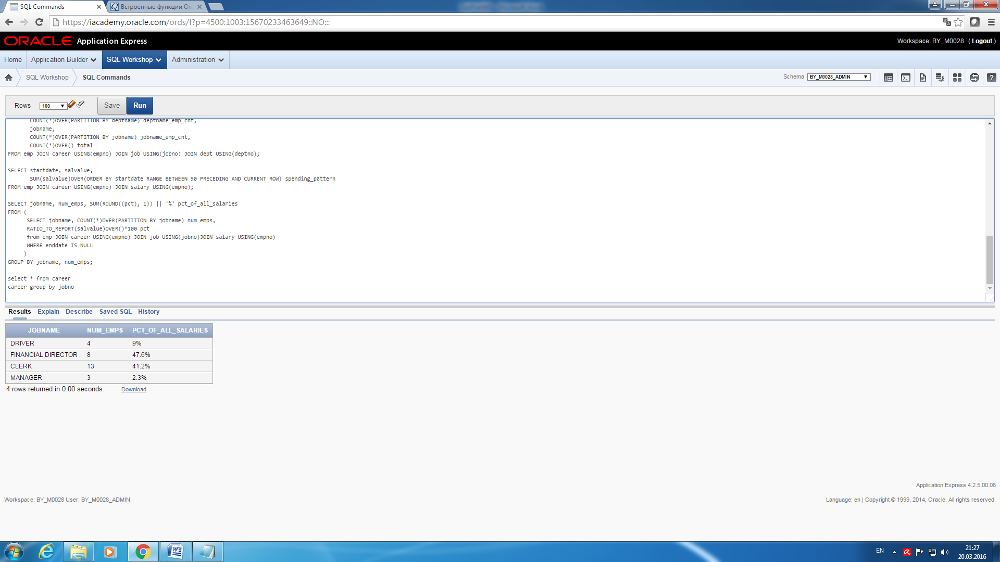 SQL Commands
Встроенные функции Ora
https://iacademy.oracle.com/ords/f?p=4500:1003:15670233463649::NO:::
ORACLE Application Express
Workspace: BY_M0028 ( Logout )
Home Application Builder SQL Workshop Administration
SQL Workshop SQL Commands
Schema BY_M0028_ADMIN
Rows 100 Save Run
COUNT(*)OVER(PARTITION BY deptname) deptname_emp_cnt,
jobname,
COUNT(*)OVER(PARTITION BY jobname) jobname_emp_cnt,
COUNT(*)OVER() total
FROM emp JOIN career USING(empno) JOIN job USING(jobno) JOIN dept USING(deptno);
SELECT startdate, salvalue,
SUM(salvalue)OVER(ORDER BY startdate RANGE BETWEEN 90 PRECEDING AND CURRENT ROW) spending_pattern
FROM emp JOIN career USING(empno) JOIN salary USING(empno);
SELECT jobname, num_emps, SUM(ROUND((pct), 1)) || '%' pct_of_all_salaries
FROM (
SELECT jobname, COUNT(*)OVER(PARTITION BY jobname) num_emps,
RATIO_TO_REPORT(salvalue)OVER()*100 pct
from emp JOIN career USING(empno) JOIN job USING(jobno)JOIN salary USING(empno)
WHERE enddate IS NULL
)
GROUP BY jobname, num_emps;
select * from career
career group by jobno
Results Explain Describe Saved SQL History
JOBNAME NUM_EMPS PCT_OF_ALL_SALARIES
DRIVER 4 9%
FINANCIAL DIRECTOR 8 47.6%
CLERK 13 41.2%
MANAGER 3 2.3%
4 rows returned in 0.00 seconds Download
Application Express 4.2.5.00.08
Workspace: BY_M0028 User: BY_M0028_ADMIN
Language: en | Copyright © 1999, 2014, Oracle. All rights reserved.
EN
21:27
20.03.2016